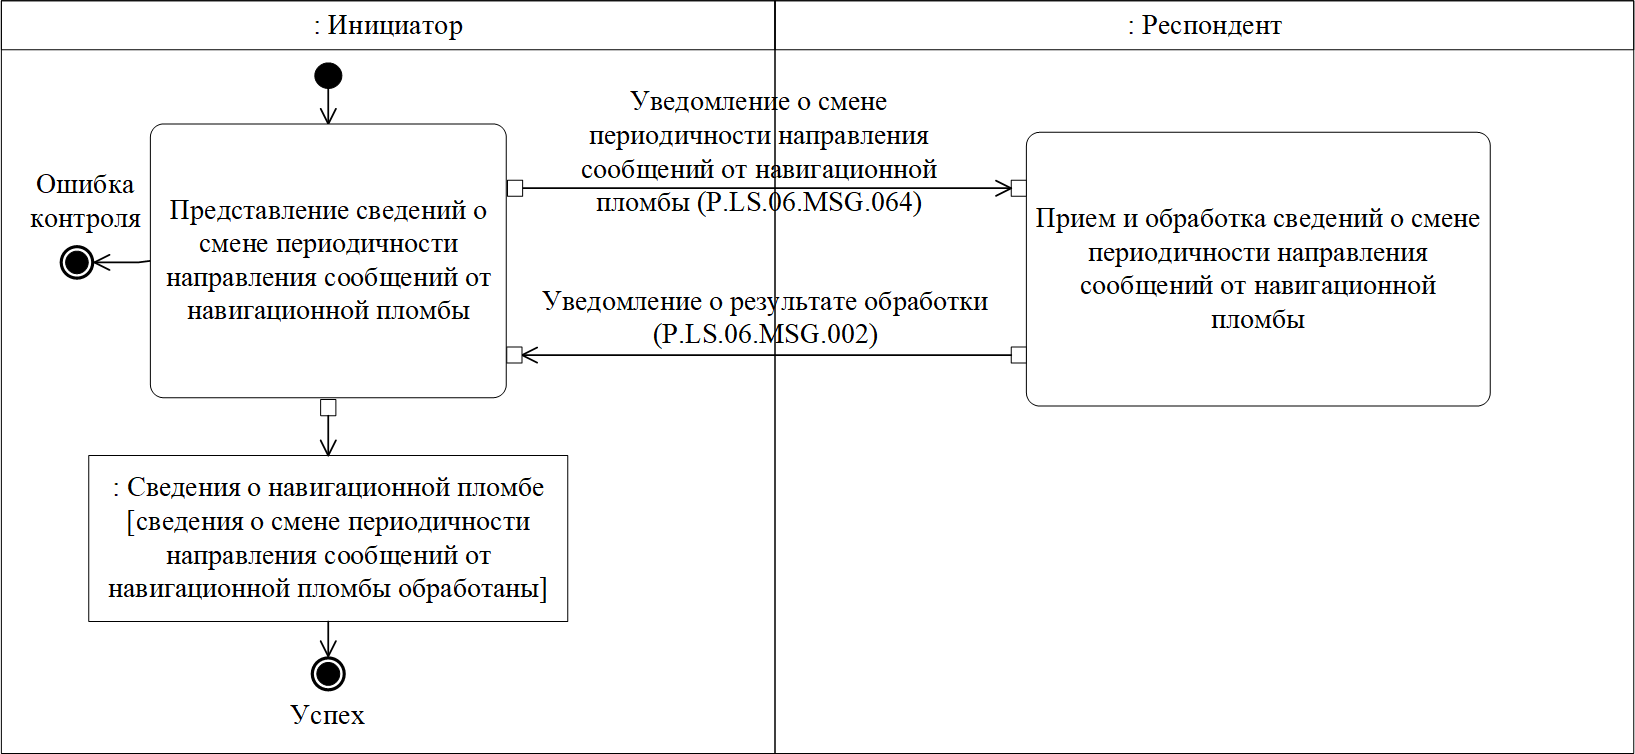 : Инициатор
: Респондент
Уведомление о смене
периодичности направления
сообщений от навигационной
пломбы (P.LS.06.MSG.064)
Ошибка
контроля
Представление сведений о
смене периодичности
направления сообщений от
навигационной пломбы
Прием и обработка сведений о смене
периодичности направления
сообщений от навигационной
пломбы
Уведомление о результате обработки
(P.LS.06.MSG.002)
: Сведения о навигационной пломбе
[сведения о смене периодичности
направления сообщений от
навигационной пломбы обработаны]
Успех